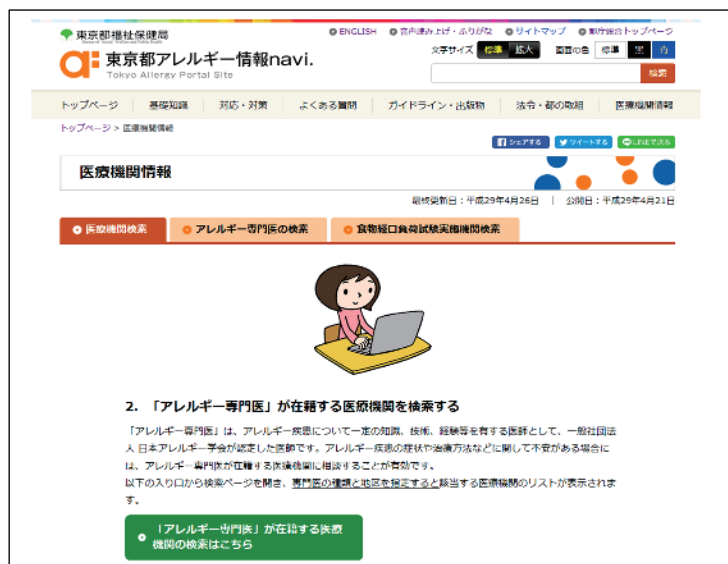 東京都福祉保健局
ENGLISH 音声読み上げ・ふりがな サイトマップ 都庁総合トップページ
東京都アレルギー情報navi.
Tokyo Allergy Portal Site
文字サイズ 標準 拡大 画面の色 標準 黒 青
検索
トップページ 基礎知識 対応・対策 よくある質問 ガイドライン・出版物 法令・都の取組 医療機関情報
トップページ > 医療機関情報
シェアする ツイートする LINEで送る
医療機関情報
最終更新日：平成29年4月26日 | 公開日：平成29年4月21日
医療機関検索 アレルギー専門医の検索 食物経口負荷試験実施機関検索
2. 「アレルギー専門医」が在籍する医療機関を検索する
「アレルギー専門医」は、アレルギー疾患について一定の知識、技術、経験等を有する医師として、一般社団法
人 日本アレルギー学会が認定した医師です。アレルギー疾患の症状や治療方法などに関して不安がある場合に
は、アレルギー専門医が在籍する医療機関に相談することが有効です。
以下の入り口から検索ページを開き、専門医の種類と地区を指定すると該当する医療機関のリストが表示されま
す。
「アレルギー専門医」が在籍する医療
機関の検索はこちら